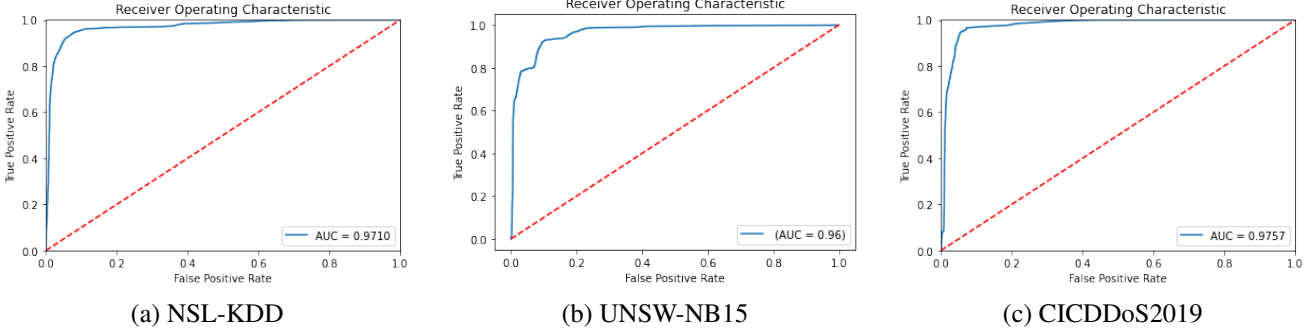 Receiver Operating Characteristic
1.0
0.8
0.6
0.4
0.2
0.0
True Positive Rate
AUC = 0.9710
0.0 0.2 0.4 0.6 0.8 1.0
False Positive Rate
(a) NSL-KDD
Receiver Operating Characteristic
1.0
0.8
0.6
0.4
0.2
0.0
True Positive Rate
(AUC = 0.96)
0.0 0.2 0.4 0.6 0.8 1.0
False Positive Rate
(b) UNSW-NB15
Receiver Operating Characteristic
1.0
0.8
0.6
0.4
0.2
0.0
True Positive Rate
AUC = 0.9757
0.0 0.2 0.4 0.6 0.8 1.0
False Positive Rate
(c) CICDDoS2019